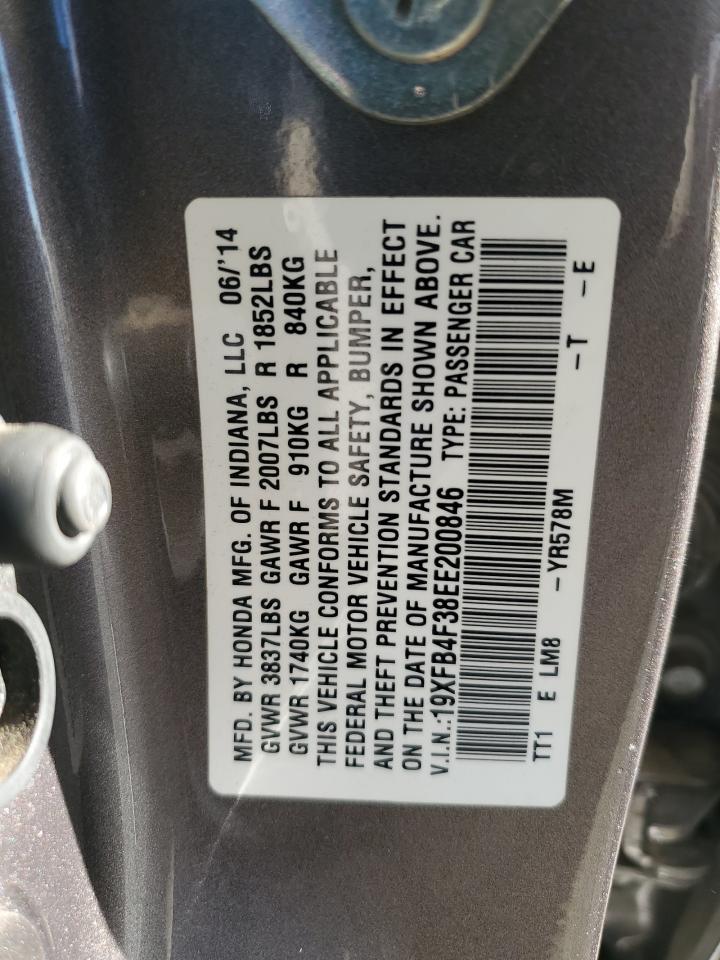 MFD. BY HONDA MFG. OF INDIANA, LLC 06/'14
GVWR 3837LBS GAWR F 2007LBS R 1852LBS
GVWR 1740KG GAWR F 910KG R 840KG
THIS VEHICLE CONFORMS TO ALL APPLICABLE
FEDERAL MOTOR VEHICLE SAFETY, BUMPER,
AND THEFT PREVENTION STANDARDS IN EFFECT
ON THE DATE OF MANUFACTURE SHOWN ABOVE.
V.I.N.:19XFB4F38EE200846 TYPE: PASSENGER CAR
TT1 E LM8 -YR578M -T -E